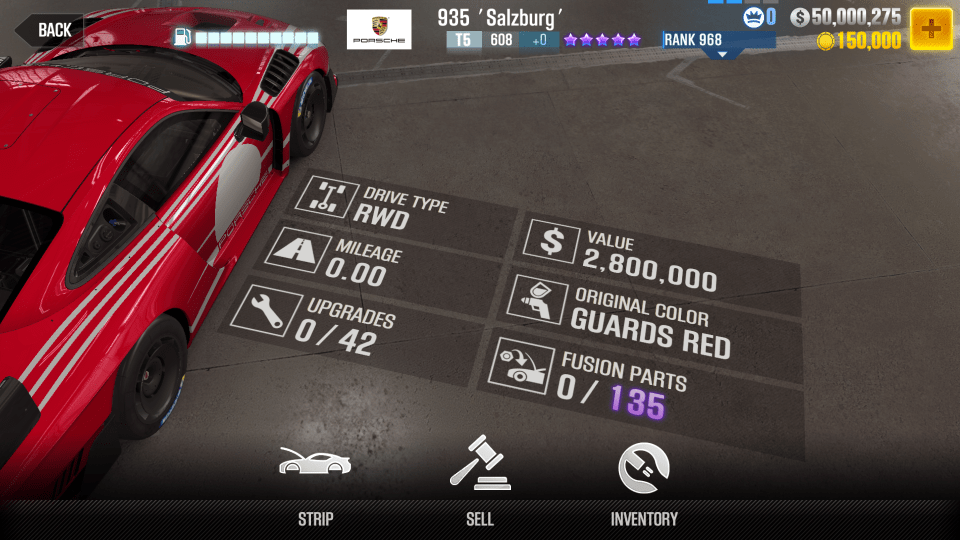 BACK
PORSCHE
935 'Salzburg'
T5 608 +0
RANK 968
0
50,000,275
150,000
DRIVE TYPE
RWD
MILEAGE
0.00
UPGRADES
0 / 42
$
VALUE
2,800,000
ORIGINAL COLOR
GUARDS RED
FUSION PARTS
0 / 135
STRIP
SELL
INVENTORY